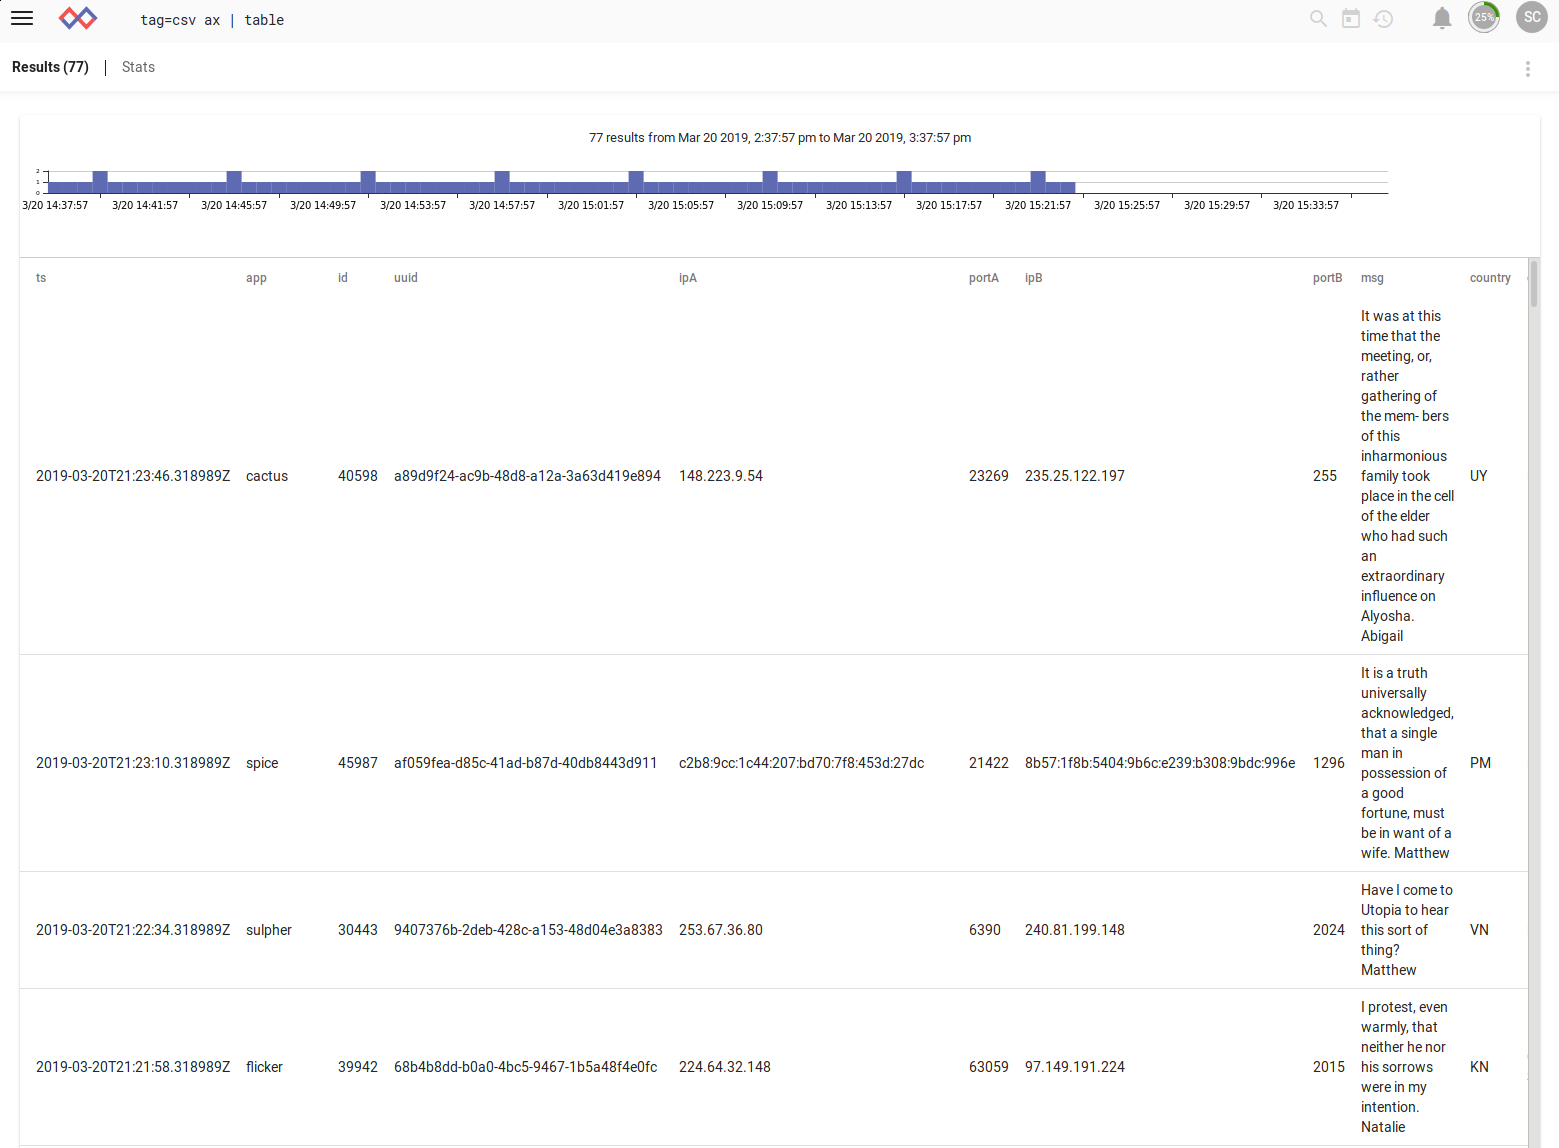 tag=csv ax | table
25%
SC
Results (77) | Stats
77 results from Mar 20 2019, 2:37:57 pm to Mar 20 2019, 3:37:57 pm
2
1
0
3/20 14:37:57 3/20 14:41:57 3/20 14:45:57 3/20 14:49:57 3/20 14:53:57 3/20 14:57:57 3/20 15:01:57 3/20 15:05:57 3/20 15:09:57 3/20 15:13:57 3/20 15:17:57 3/20 15:21:57 3/20 15:25:57 3/20 15:29:57 3/20 15:33:57
ts app id uuid ipA portA ipB portB msg country
It was at this
time that the
meeting, or,
rather
gathering of
the mem- bers
of this
inharmonious
2019-03-20T21:23:46.318989Z cactus 40598 a89d9f24-ac9b-48d8-a12a-3a63d419e894 148.223.9.54 23269 235.25.122.197 255 family took UY
place in the cell
of the elder
who had such
an
extraordinary
influence on
Alyosha.
Abigail
It is a truth
universally
acknowledged,
that a single
man in
2019-03-20T21:23:10.318989Z spice 45987 af059fea-d85c-41ad-b87d-40db8443d911 c2b8:9cc:1c44:207:bd70:7f8:453d:27dc 21422 8b57:1f8b:5404:9b6c:e239:b308:9bdc:996e 1296 PM
possession of
a good
fortune, must
be in want of a
wife. Matthew
Have I come to
Utopia to hear
2019-03-20T21:22:34.318989Z sulpher 30443 9407376b-2deb-428c-a153-48d04e3a8383 253.67.36.80 6390 240.81.199.148 2024 this sort of VN
thing?
Matthew
I protest, even
warmly, that
neither he nor
2019-03-20T21:21:58.318989Z flicker 39942 68b4b8dd-b0a0-4bc5-9467-1b5a48f4e0fc 224.64.32.148 63059 97.149.191.224 2015 his sorrows KN
were in my
intention.
Natalie